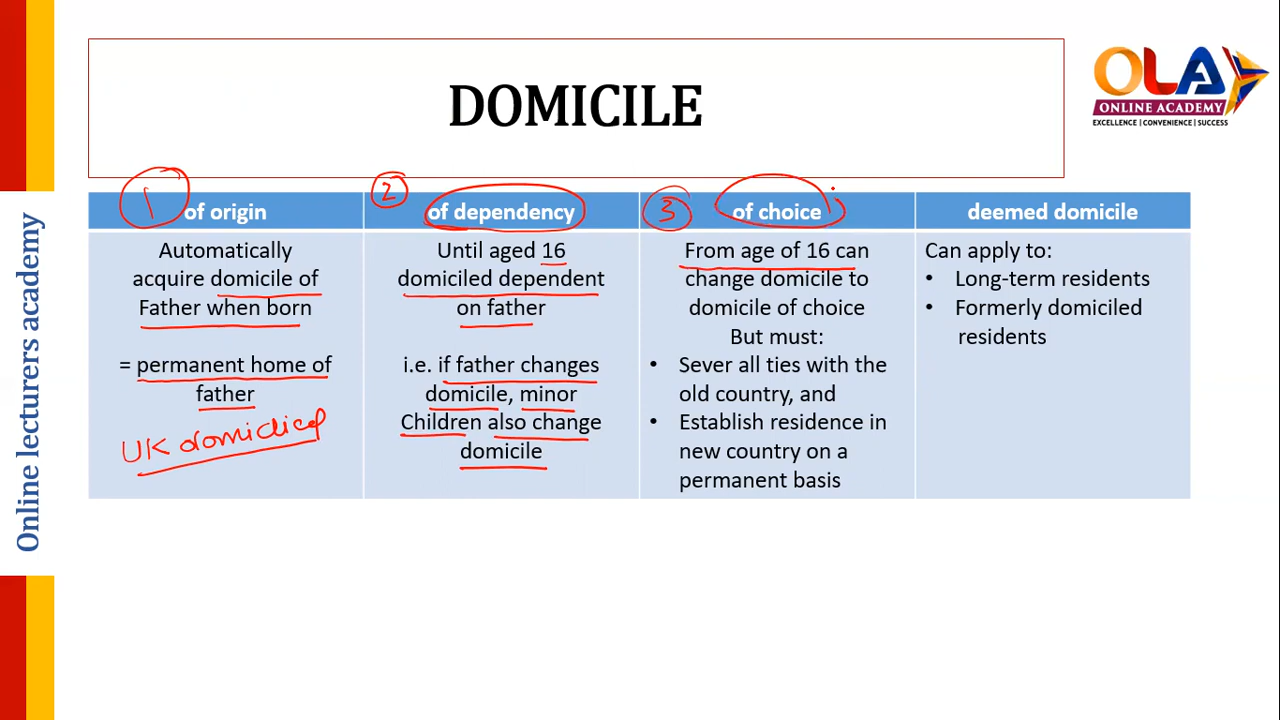 DOMICILE
OLA
ONLINE ACADEMY
EXCELLENCE | CONVENIENCE | SUCCESS
Online lecturers academy
1
of origin
Automatically
acquire domicile of
Father when born
= permanent home of
father
UK domiciled
2
of dependency
Until aged 16
domiciled dependent
on father
i.e. if father changes
domicile, minor
Children also change
domicile
3
of choice
From age of 16 can
change domicile to
domicile of choice
But must:
• Sever all ties with the
old country, and
• Establish residence in
new country on a
permanent basis
deemed domicile
Can apply to:
• Long-term residents
• Formerly domiciled
residents